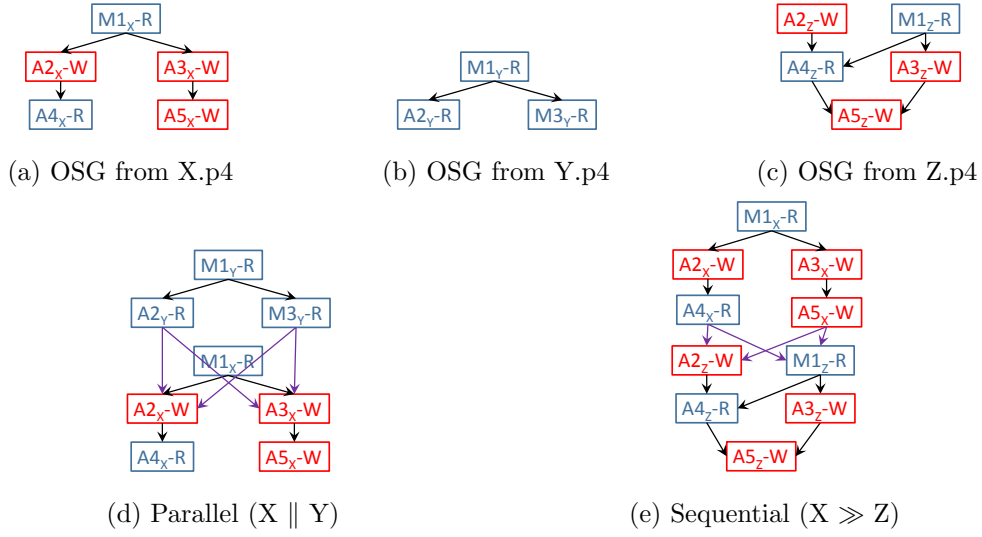 M1X-R
A2X-W A3X-W
A4X-R A5X-W
(a) OSG from X.p4
M1Y-R
A2Y-R M3Y-R
(b) OSG from Y.p4
A2Z-W M1Z-R
A4Z-R A3Z-W
A5Z-W
(c) OSG from Z.p4
M1Y-R
A2Y-R M3Y-R
M1X-R
A2X-W A3X-W
A4X-R A5X-W
(d) Parallel (X ∥ Y)
M1X-R
A2X-W A3X-W
A4X-R A5X-W
A2Z-W M1Z-R
A4Z-R A3Z-W
A5Z-W
(e) Sequential (X ≫ Z)